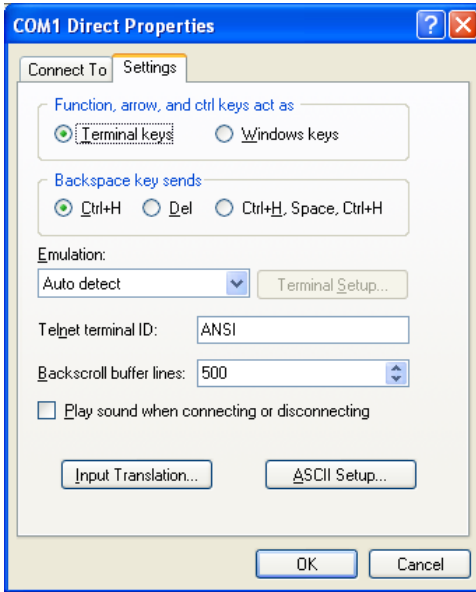 COM1 Direct Properties
Connect To Settings
Function, arrow, and ctrl keys act as
Terminal keys Windows keys
Backspace key sends
Ctrl+H Del Ctrl+H, Space, Ctrl+H
Emulation:
Auto detect Terminal Setup...
Telnet terminal ID: ANSI
Backscroll buffer lines: 500
Play sound when connecting or disconnecting
Input Translation... ASCII Setup...
OK Cancel